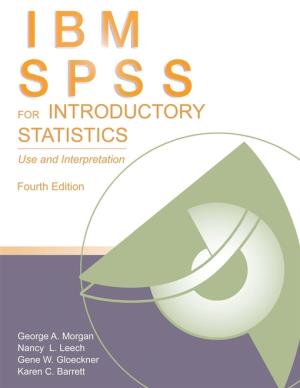 IBM
SPSS
FOR INTRODUCTORY
STATISTICS
Use and Interpretation
Fourth Edition
George A. Morgan
Nancy L. Leech
Gene W. Gloeckner
Karen C. Barrett